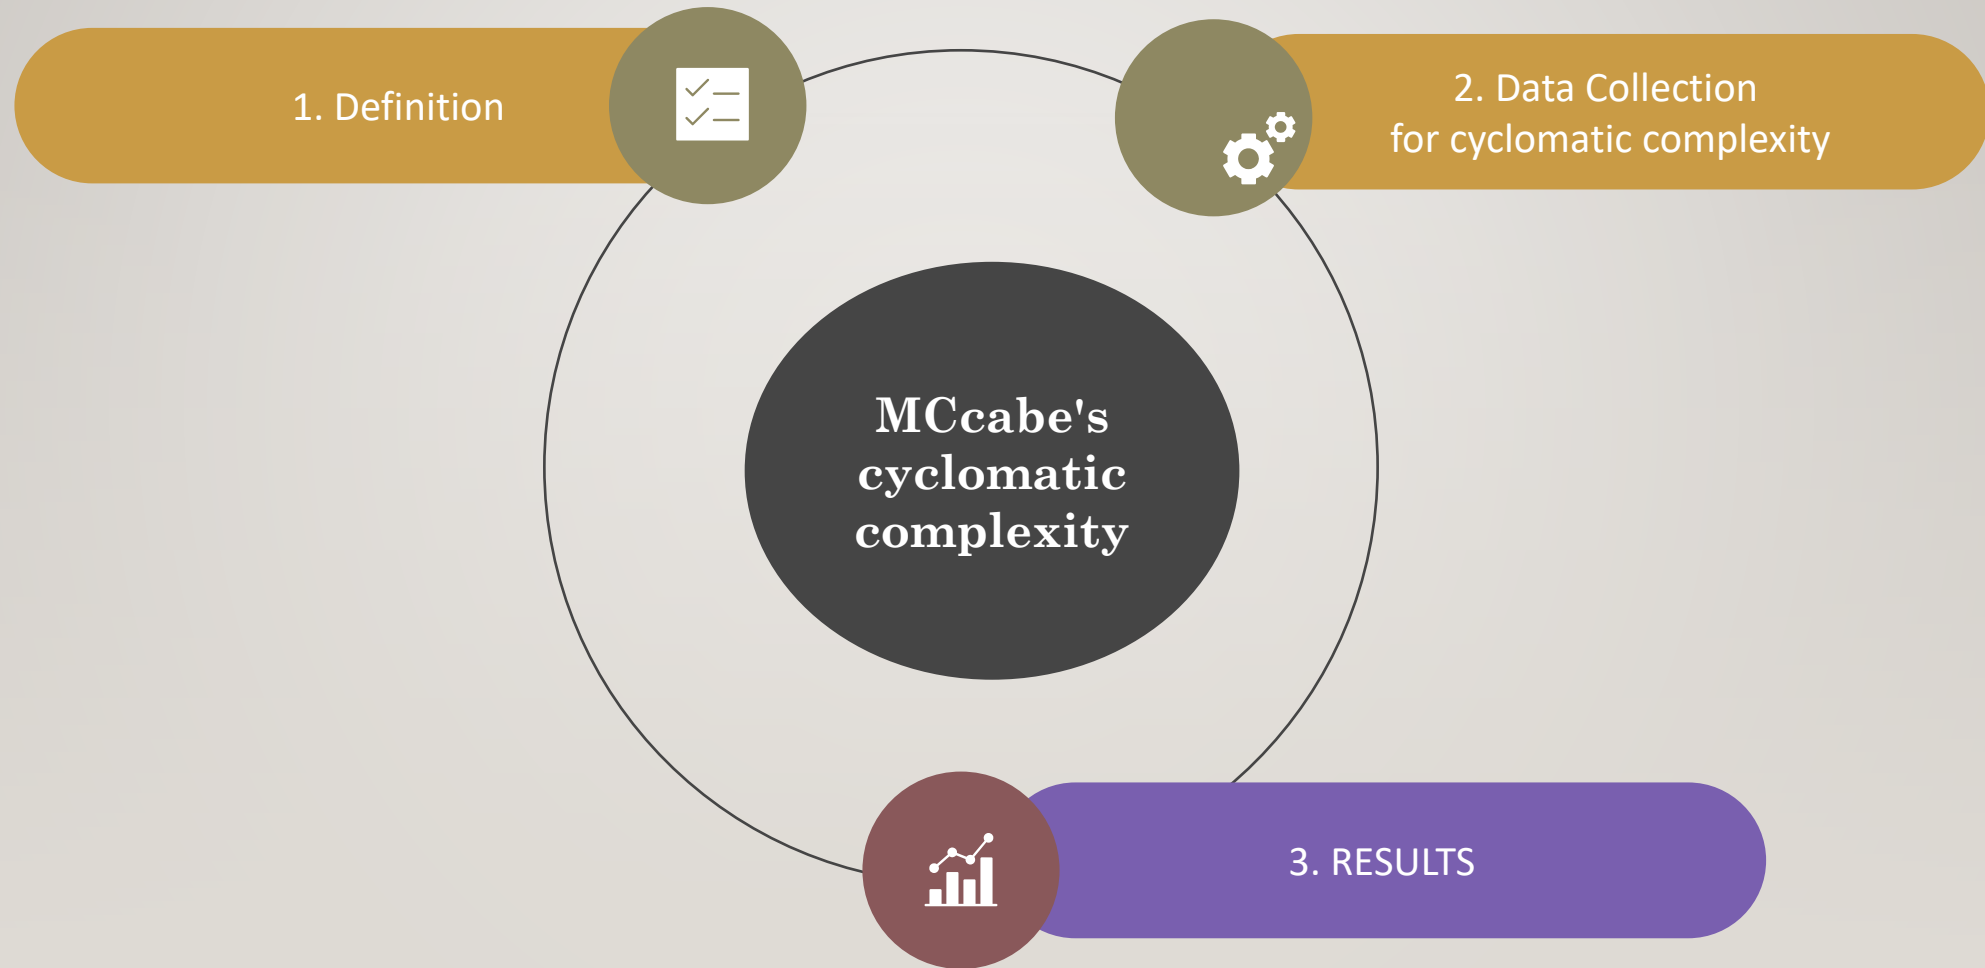 1. Definition
2. Data Collection
for cyclomatic complexity
MCcabe's
cyclomatic
complexity
3. RESULTS